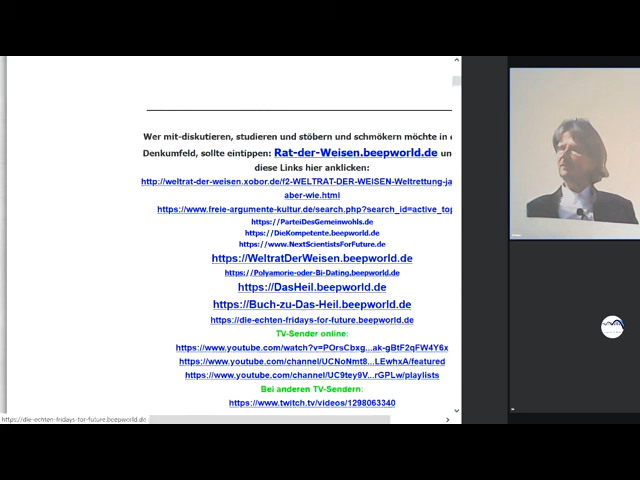 Wer mit-diskutieren, studieren und stöbern und schmökern möchte in
Denkumfeld, sollte eintippen: Rat-der-Weisen.beepworld.de un
diese Links hier anklicken:
http://weltrat-der-weisen.xobor.de/f2-WELTRAT-DER-WEISEN-Weltrettung-ja
aber-wie.html
https://www.freie-argumente-kultur.de/search.php?search_id=active_top
https://ParteiDesGemeinwohls.de
https://DieKompetente.beepworld.de
https://www.NextScientistsForFuture.de
https://WeltratDerWeisen.beepworld.de
https://Polyamorie-oder-Bi-Dating.beepworld.de
https://DasHeil.beepworld.de
https://Buch-zu-Das-Heil.beepworld.de
https://die-echten-fridays-for-future.beepworld.de
TV-Sender online:
https://www.youtube.com/watch?v=POrsCbxg...ak-gBtF2qFW4Y6x
https://www.youtube.com/channel/UCNoNmt8...LEwhxA/featured
https://www.youtube.com/channel/UC9tey9V...rGPLw/playlists
Bei anderen TV-Sendern:
https://www.twitch.tv/videos/1298063340
https://die-echten-fridays-for-future.beepworld.de